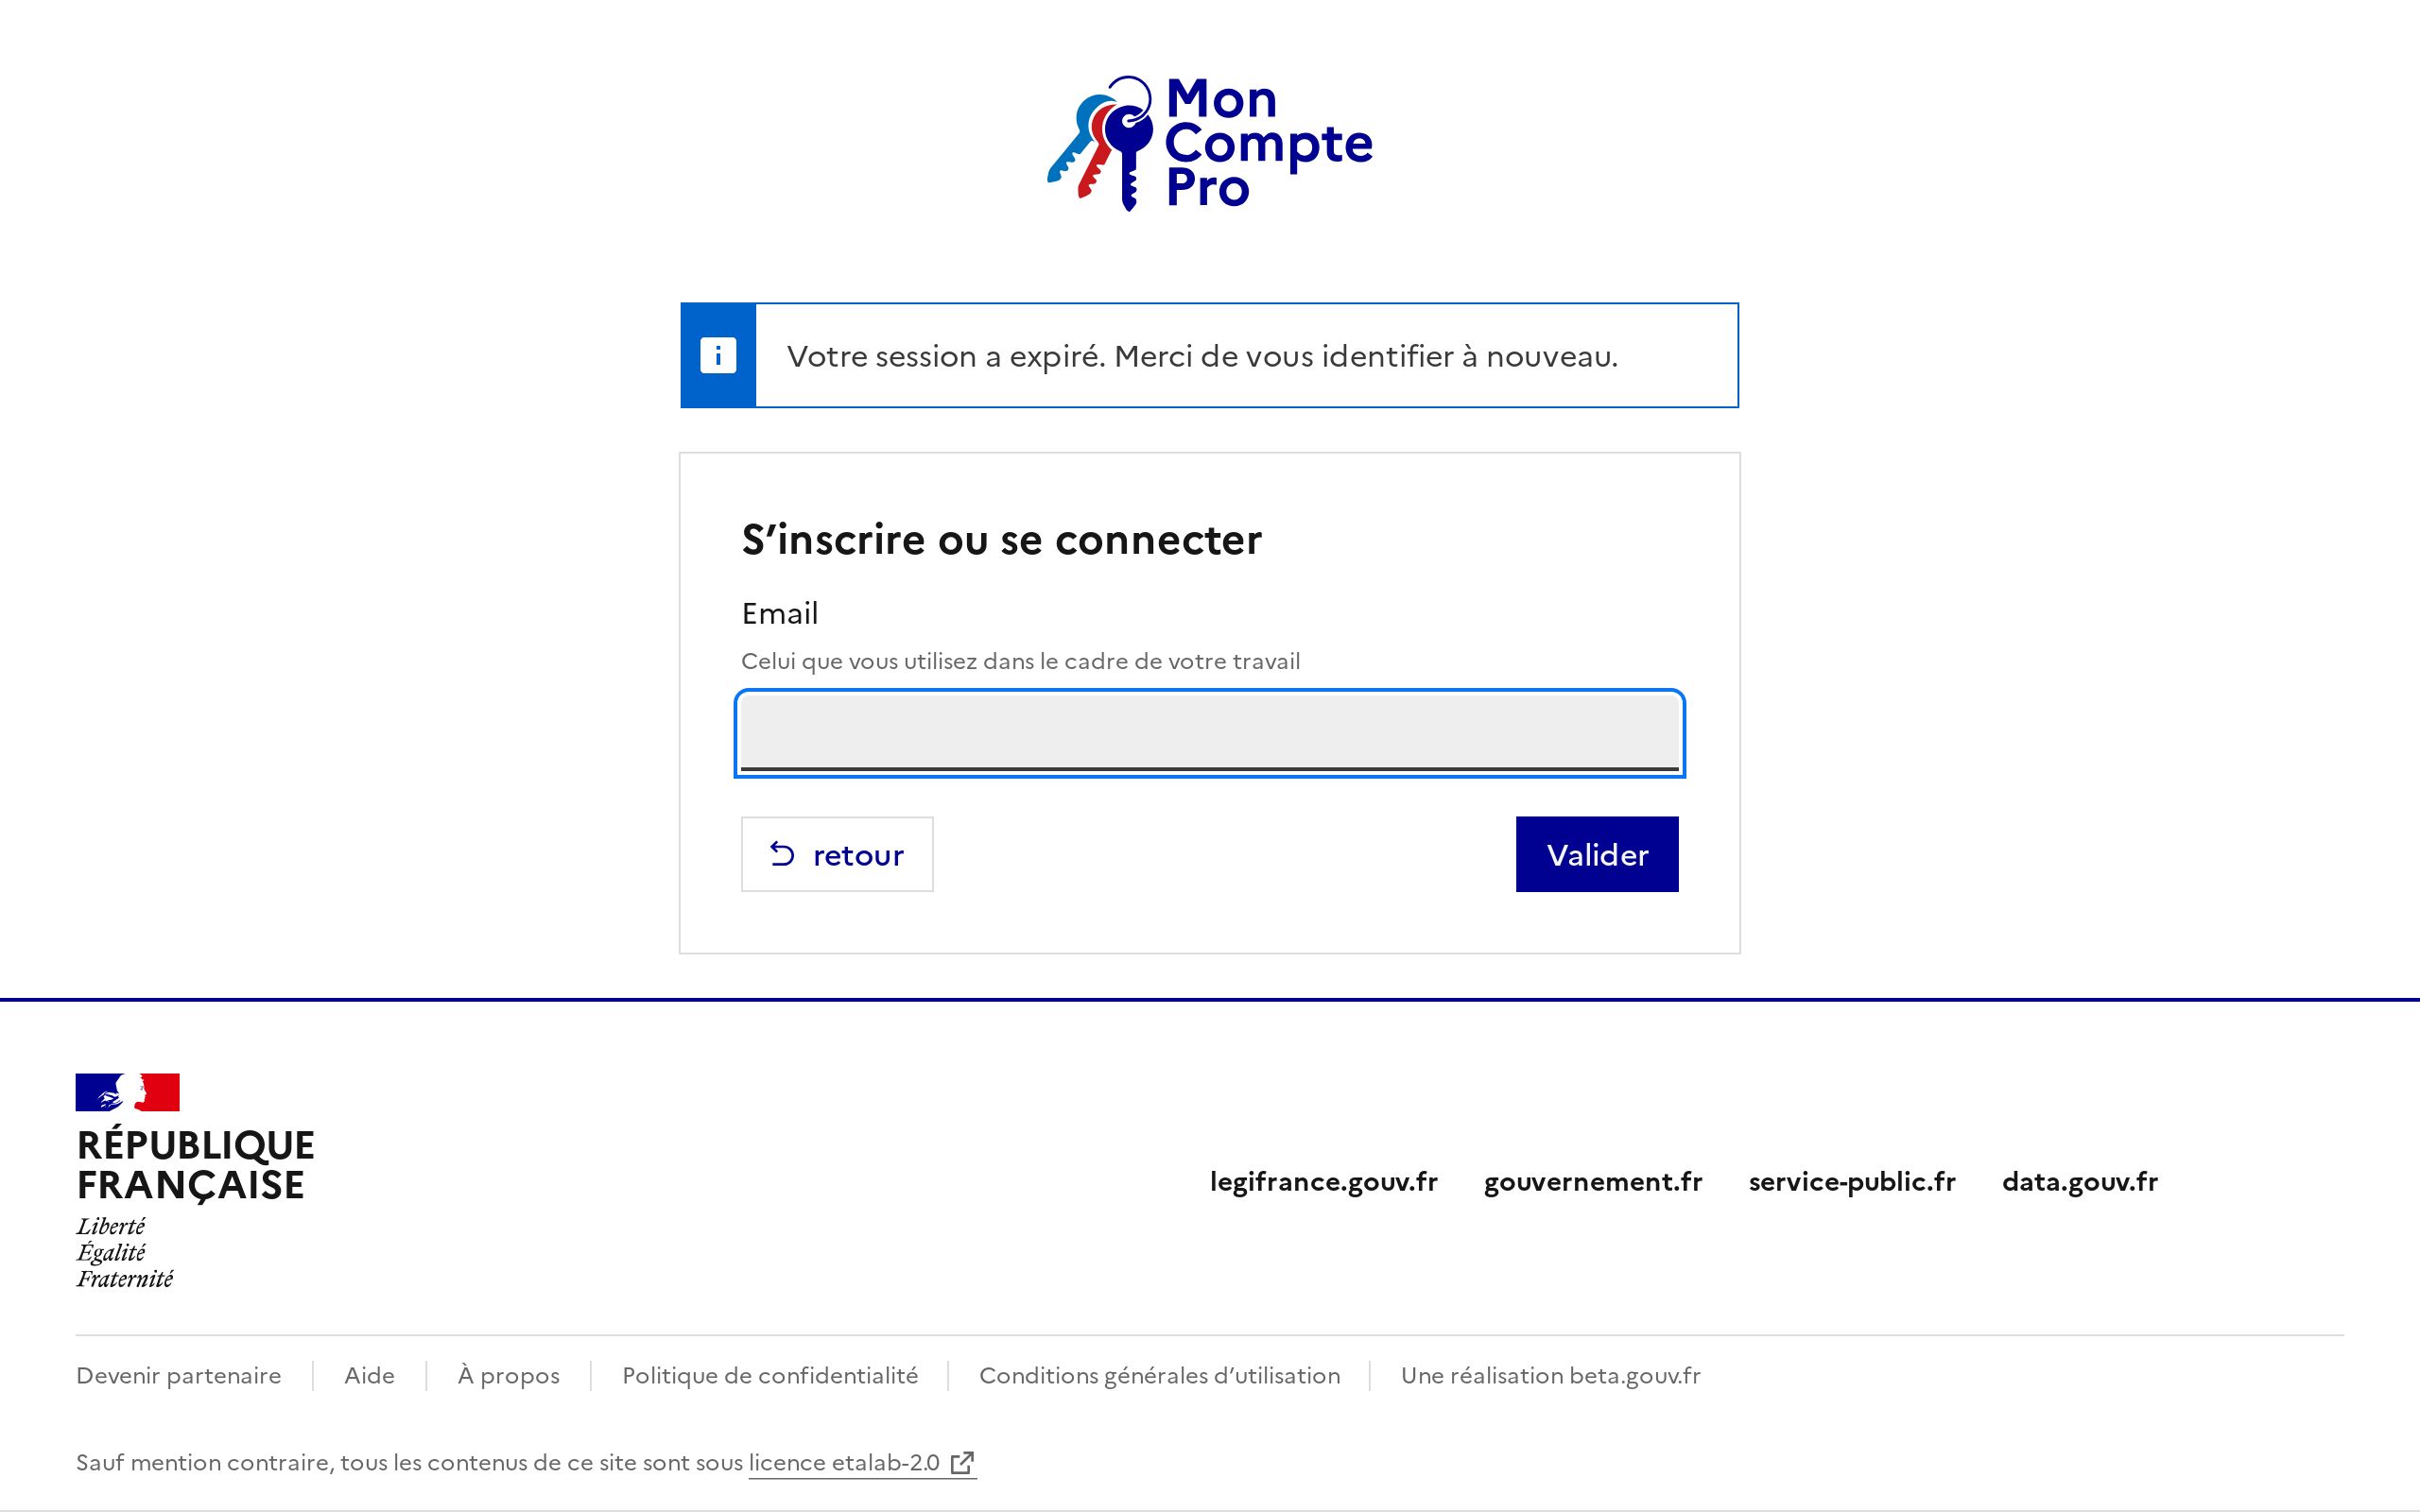 Mon
Compte
Pro
Votre session a expiré. Merci de vous identifier à nouveau.
S’inscrire ou se connecter
Email
Celui que vous utilisez dans le cadre de votre travail
retour
Valider
RÉPUBLIQUE
FRANÇAISE
Liberté
Égalité
Fraternité
legifrance.gouv.fr gouvernement.fr service-public.fr data.gouv.fr
Devenir partenaire Aide À propos Politique de confidentialité Conditions générales d’utilisation Une réalisation beta.gouv.fr
Sauf mention contraire, tous les contenus de ce site sont sous licence etalab-2.0